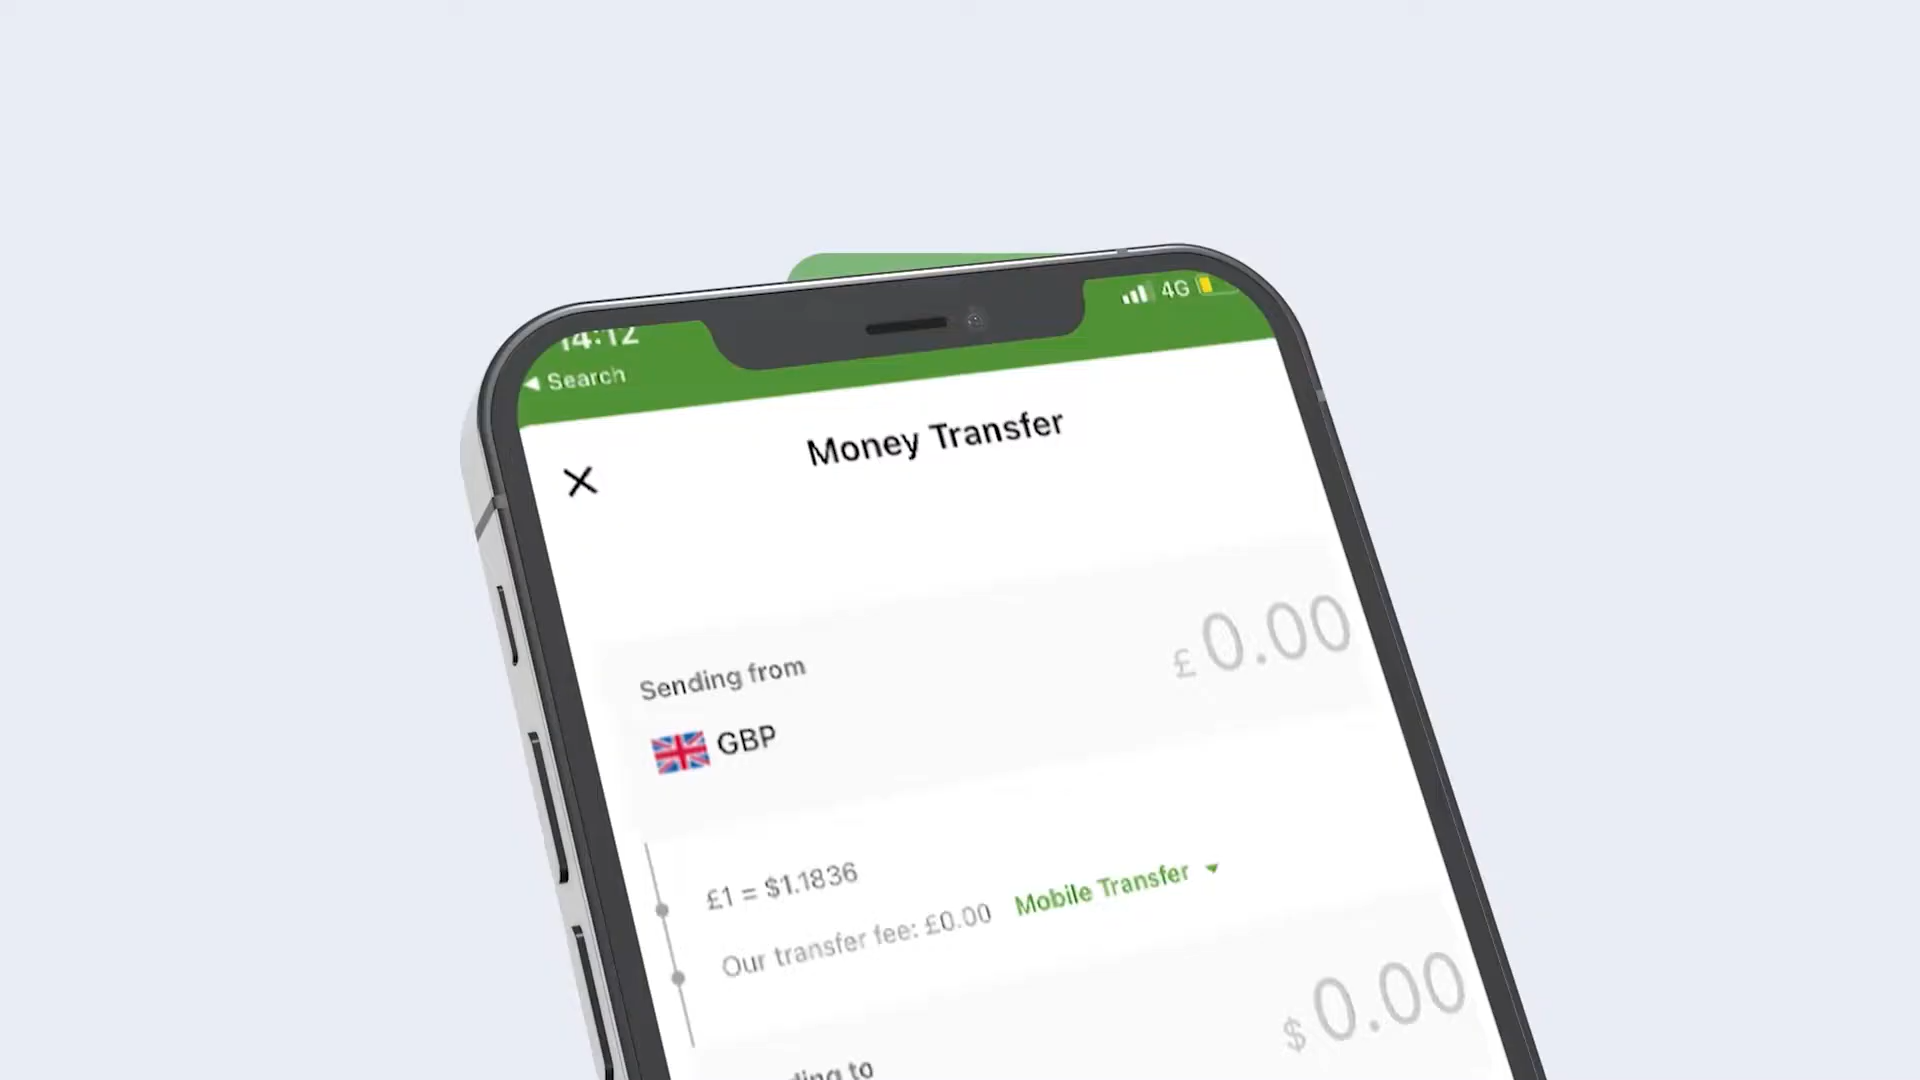 14:12
4G
◀ Search
Money Transfer
Sending from
£ 0.00
GBP
£1 = $1.1836
Our transfer fee: £0.00 Mobile Transfer
$ 0.00
to